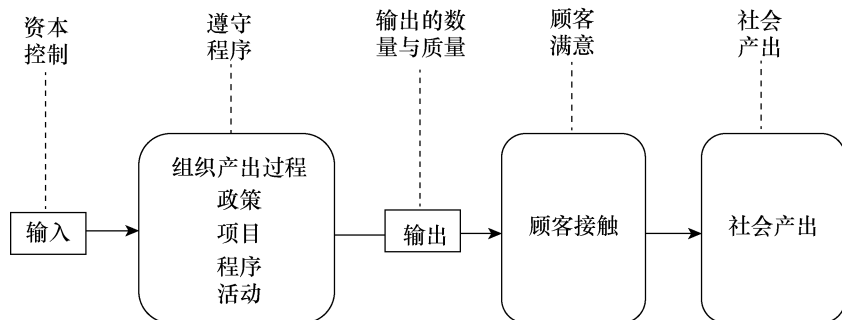 资本
控制
遵守
程序
输出的数
量与质量
顾客
满意
社会
产出
输入
组织产出过程
政策
项目
程序
活动
输出
顾客接触
社会产出